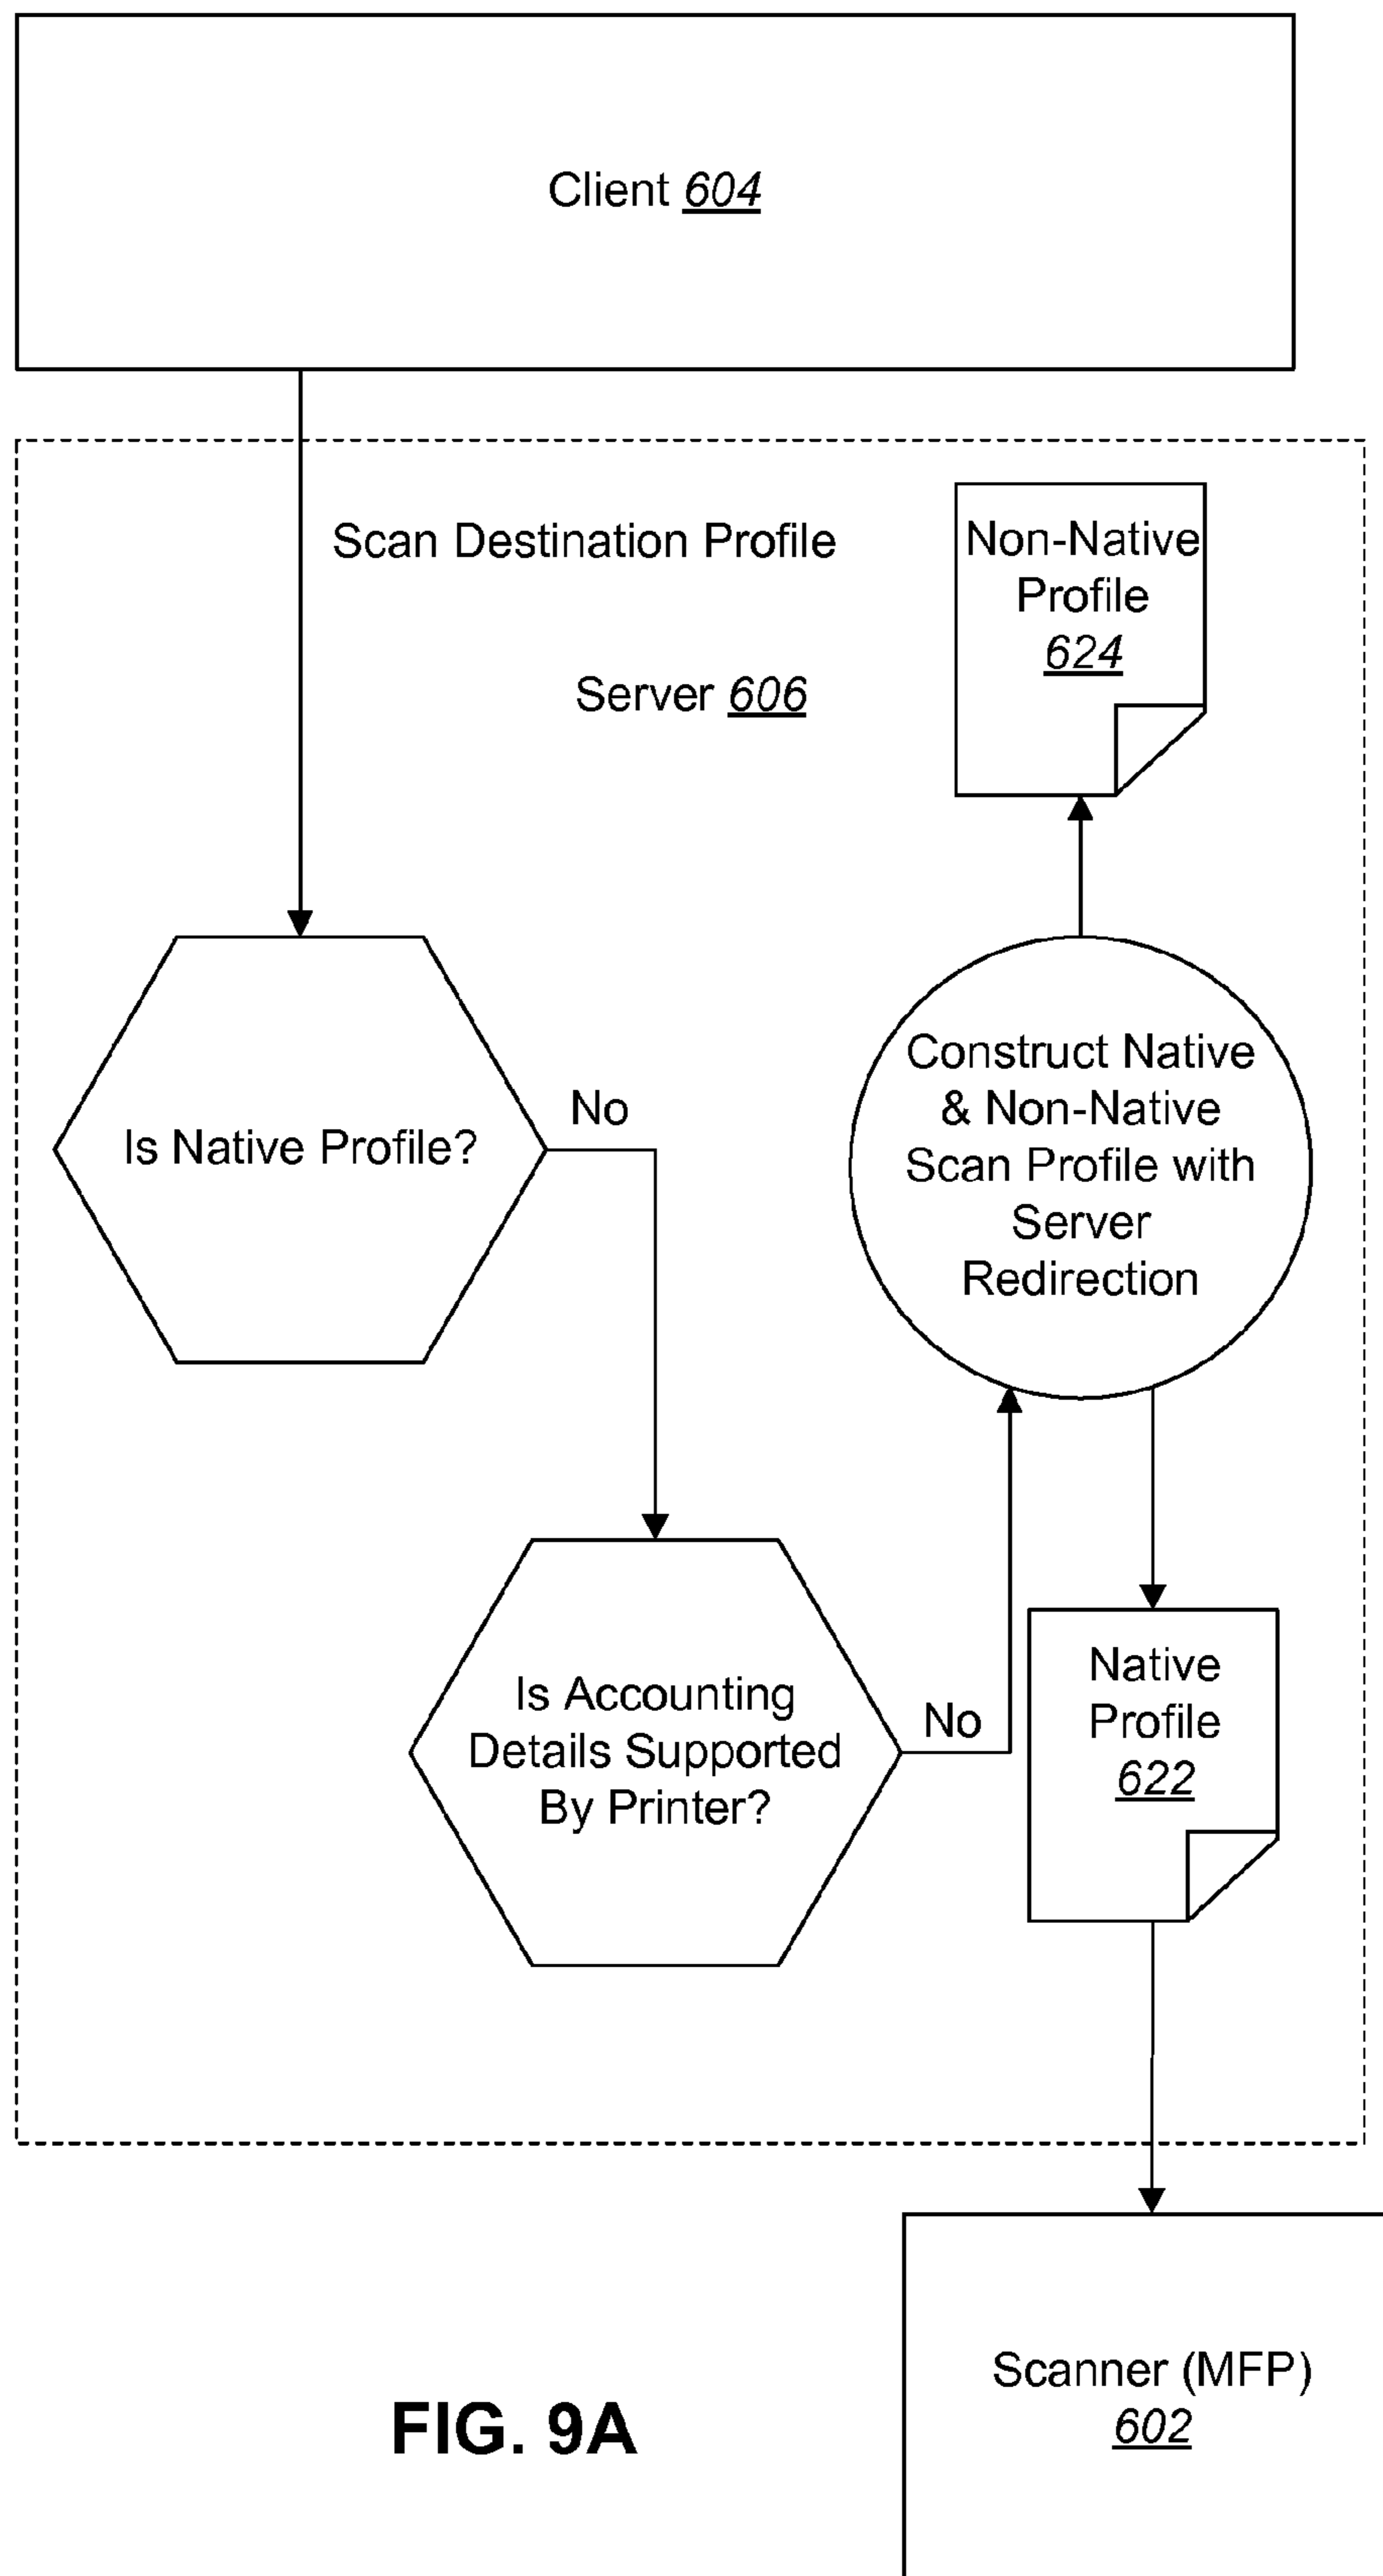 Client 604
Scan Destination Profile
Non-Native
Profile
624
Server 606
Is Native Profile?
No
Construct Native
& Non-Native
Scan Profile with
Server
Redirection
Is Accounting
Details Supported
By Printer?
No
Native
Profile
622
Scanner (MFP)
602
FIG. 9A